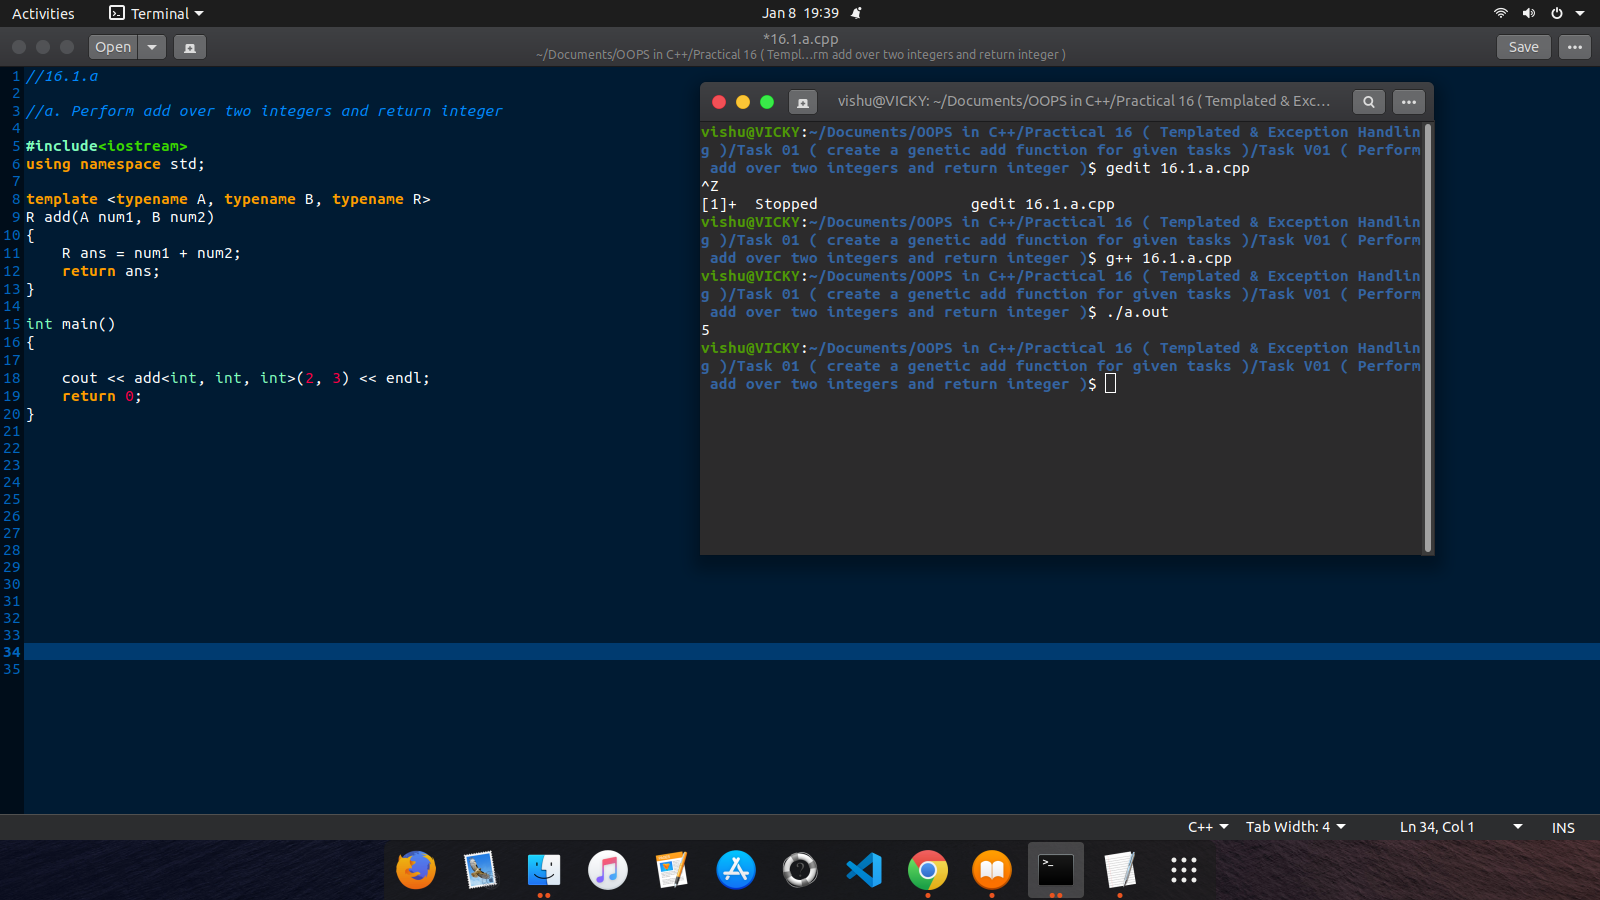 Activities
Terminal
Jan 8 19:39
Open
*16.1.a.cpp
~/Documents/OOPS in C++/Practical 16 ( Templ...rm add over two integers and return integer )
Save
1 //16.1.a
2
3 //a. Perform add over two integers and return integer
4
5 #include<iostream>
6 using namespace std;
7
8 template <typename A, typename B, typename R>
9 R add(A num1, B num2)
10 {
11     R ans = num1 + num2;
12     return ans;
13 }
14
15 int main()
16 {
17
18     cout << add<int, int, int>(2, 3) << endl;
19     return 0;
20 }
21
22
23
24
25
26
27
28
29
30
31
32
33
34
35
vishu@VICKY: ~/Documents/OOPS in C++/Practical 16 ( Templated & Exc...
vishu@VICKY:~/Documents/OOPS in C++/Practical 16 ( Templated & Exception Handlin
g )/Task 01 ( create a genetic add function for given tasks )/Task V01 ( Perform
 add over two integers and return integer )$ gedit 16.1.a.cpp
^Z
[1]+  Stopped                 gedit 16.1.a.cpp
vishu@VICKY:~/Documents/OOPS in C++/Practical 16 ( Templated & Exception Handlin
g )/Task 01 ( create a genetic add function for given tasks )/Task V01 ( Perform
 add over two integers and return integer )$ g++ 16.1.a.cpp
vishu@VICKY:~/Documents/OOPS in C++/Practical 16 ( Templated & Exception Handlin
g )/Task 01 ( create a genetic add function for given tasks )/Task V01 ( Perform
 add over two integers and return integer )$ ./a.out
5
vishu@VICKY:~/Documents/OOPS in C++/Practical 16 ( Templated & Exception Handlin
g )/Task 01 ( create a genetic add function for given tasks )/Task V01 ( Perform
 add over two integers and return integer )$
C++
Tab Width: 4
Ln 34, Col 1
INS